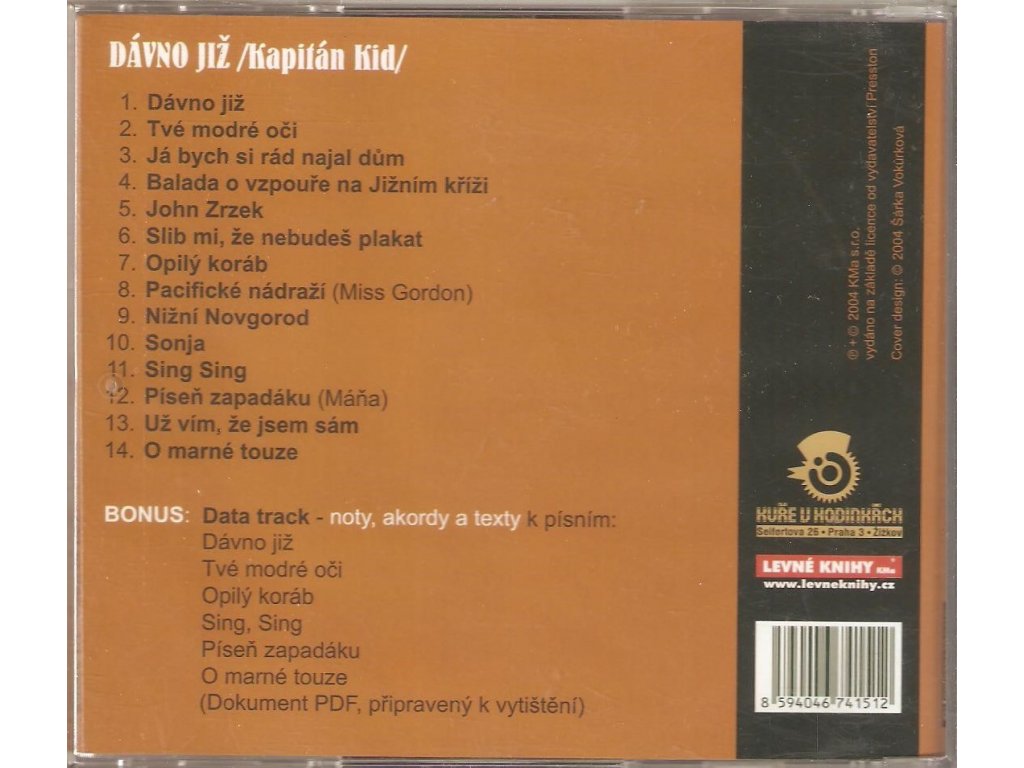 DÁVNO JIŽ /Kapitán Kid/
1. Dávno již
2. Tvé modré oči
3. Já bych si rád najal dům
4. Balada o vzpouře na Jižním kříži
5. John Zrzek
6. Slib mi, že nebudeš plakat
7. Opilý koráb
8. Pacifické nádraží (Miss Gordon)
9. Nižní Novgorod
10. Sonja
11. Sing Sing
12. Píseň zapadáku (Máňa)
13. Už vím, že jsem sám
14. O marné touze
BONUS: Data track - noty, akordy a texty k písním:
Dávno již
Tvé modré oči
Opilý koráb
Sing, Sing
Píseň zapadáku
O marné touze
(Dokument PDF, připravený k vytištění)
℗ + © 2004 KMa s.r.o.
vydáno na základě licence od vydavatelství Presston
Cover design: © 2004 Šárka Vokůrková
KUŘE V HODINKÁCH
Seifertova 26 • Praha 3 • Žižkov
LEVNÉ KNIHY KMa
www.levneknihy.cz
8 594046 741512